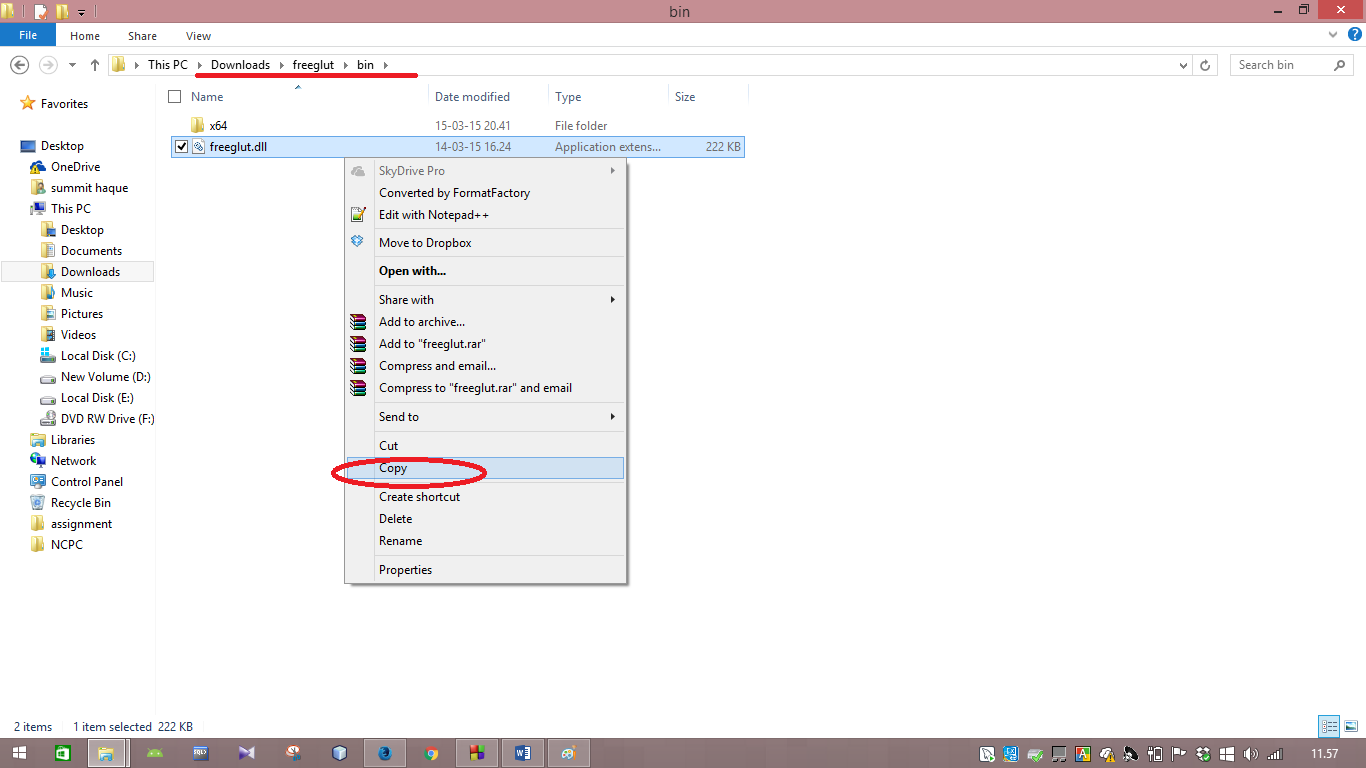 bin
File Home Share View
This PC Downloads freeglut bin
Search bin
Name Date modified Type Size
x64 15-03-15 20.41 File folder
freeglut.dll 14-03-15 16.24 Application extens... 222 KB
Favorites
Desktop
OneDrive
summit haque
This PC
Desktop
Documents
Downloads
Music
Pictures
Videos
Local Disk (C:)
New Volume (D:)
Local Disk (E:)
DVD RW Drive (F:)
Libraries
Network
Control Panel
Recycle Bin
assignment
NCPC
SkyDrive Pro
Converted by FormatFactory
Edit with Notepad++
Move to Dropbox
Open with...
Share with
Add to archive...
Add to "freeglut.rar"
Compress and email...
Compress to "freeglut.rar" and email
Send to
Cut
Copy
Create shortcut
Delete
Rename
Properties
2 items 1 item selected 222 KB
11.57